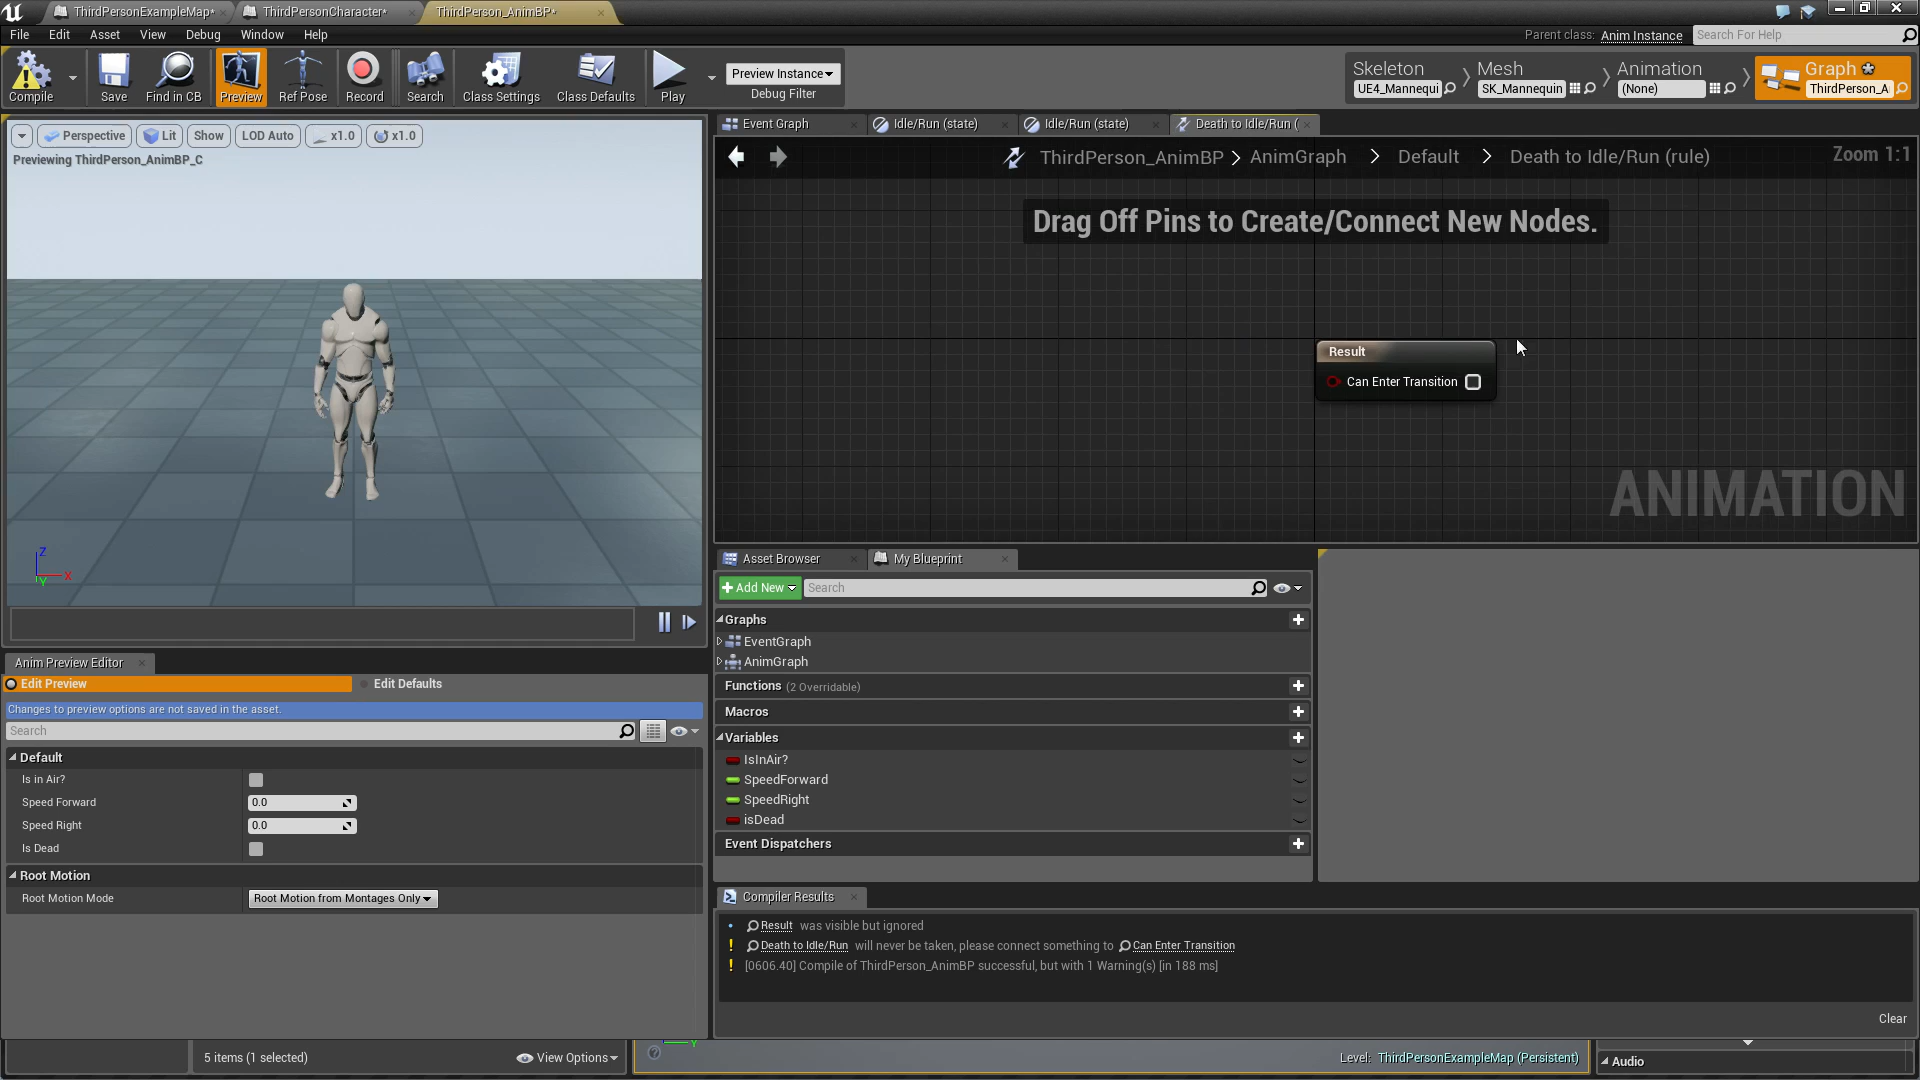 ThirdPersonExampleMap*
ThirdPersonCharacter*
ThirdPerson_AnimBP*
File Edit Asset View Debug Window Help
Parent class: Anim Instance
Search For Help
Compile
Save
Find in CB
Preview
Ref Pose
Record
Search
Class Settings
Class Defaults
Play
Preview Instance
Debug Filter
Skeleton
UE4_Mannequi
Mesh
SK_Mannequin
Animation
(None)
Graph
ThirdPerson_A
Perspective
Lit
Show
LOD Auto
x1.0
x1.0
Previewing ThirdPerson_AnimBP_C
Z
X
Y
Event Graph
Idle/Run (state)
Idle/Run (state)
Death to Idle/Run (
ThirdPerson_AnimBP > AnimGraph > Default > Death to Idle/Run (rule)
Zoom 1:1
Drag Off Pins to Create/Connect New Nodes.
Result
Can Enter Transition
ANIMATION
Anim Preview Editor
Edit Preview
Edit Defaults
Changes to preview options are not saved in the asset.
Search
Default
Is in Air?
Speed Forward 0.0
Speed Right 0.0
Is Dead
Root Motion
Root Motion Mode Root Motion from Montages Only
Asset Browser
My Blueprint
Add New
Search
Graphs
EventGraph
AnimGraph
Functions (2 Overridable)
Macros
Variables
IsInAir?
SpeedForward
SpeedRight
isDead
Event Dispatchers
Compiler Results
Result was visible but ignored
Death to Idle/Run will never be taken, please connect something to Can Enter Transition
[0606.40] Compile of ThirdPerson_AnimBP successful, but with 1 Warning(s) [in 188 ms]
Clear
5 items (1 selected)
View Options
Y
Level: ThirdPersonExampleMap (Persistent)
Audio